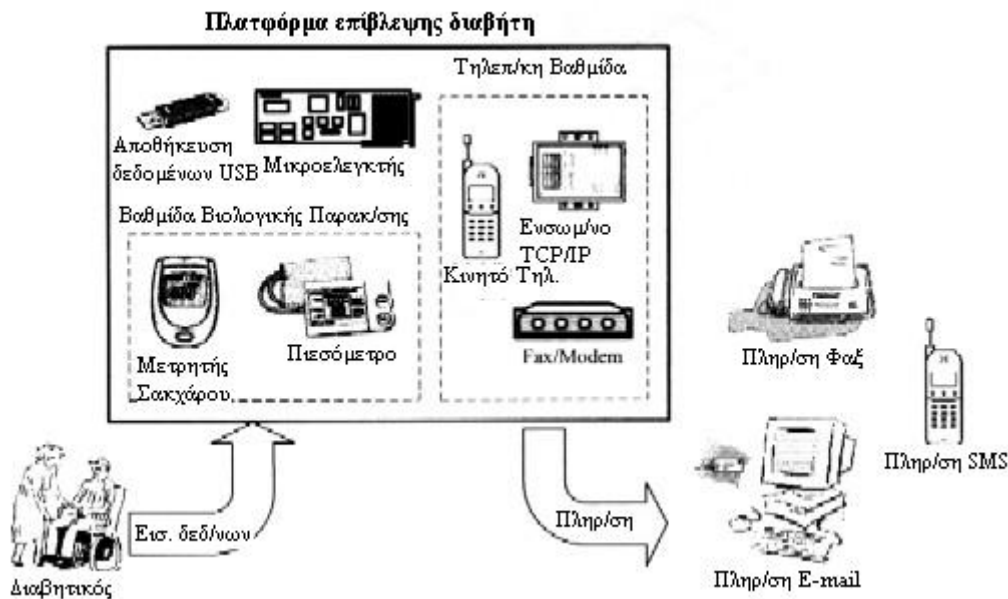 Πλατφόρμα επίβλεψης διαβήτη
Τηλεπ/κη Βαθμίδα
Αποθήκευση
δεδομένων USB
Μικροελεγκτής
Βαθμίδα Βιολογικής Παρακ/σης
Ενσωμ/νο
TCP/IP
Κινητό Τηλ.
Μετρητής
Σακχάρου
Πιεσόμετρο
Fax/Modem
Πληρ/ση Φαξ
Πληρ/ση SMS
Εισ. δεδ/νων
Πληρ/ση
Διαβητικός
Πληρ/ση E-mail